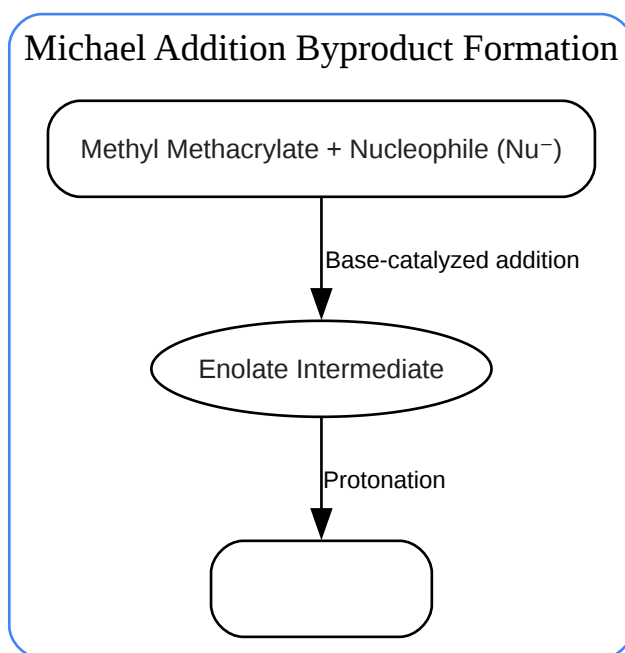 Michael Addition Byproduct Formation
Methyl Methacrylate + Nucleophile (Nu⁻)
Base-catalyzed addition
Enolate Intermediate
Protonation